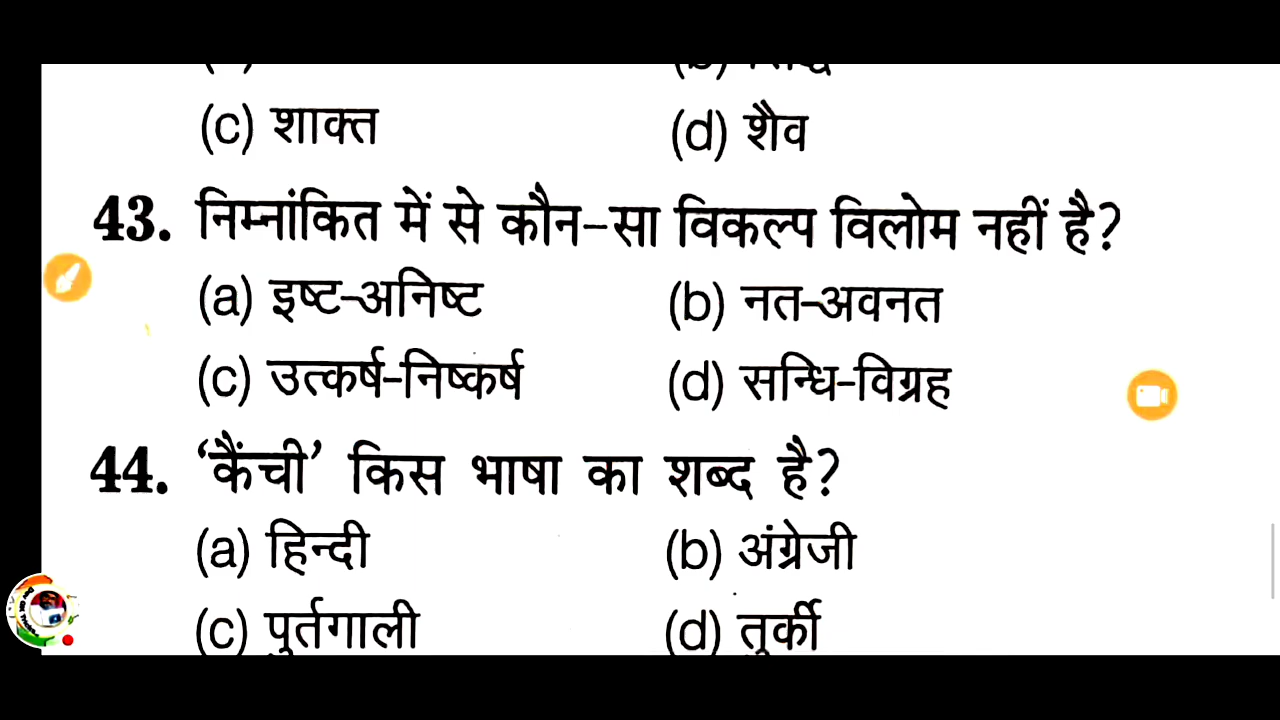 (c) शाक्त (d) शैव
43. निम्नांकित में से कौन-सा विकल्प विलोम नहीं है?
(a) इष्ट-अनिष्ट (b) नत-अवनत
(c) उत्कर्ष-निष्कर्ष (d) सन्धि-विग्रह
44. ‘कैंची’ किस भाषा का शब्द है?
(a) हिन्दी (b) अंग्रेजी
(c) पुर्तगाली (d) तुर्की